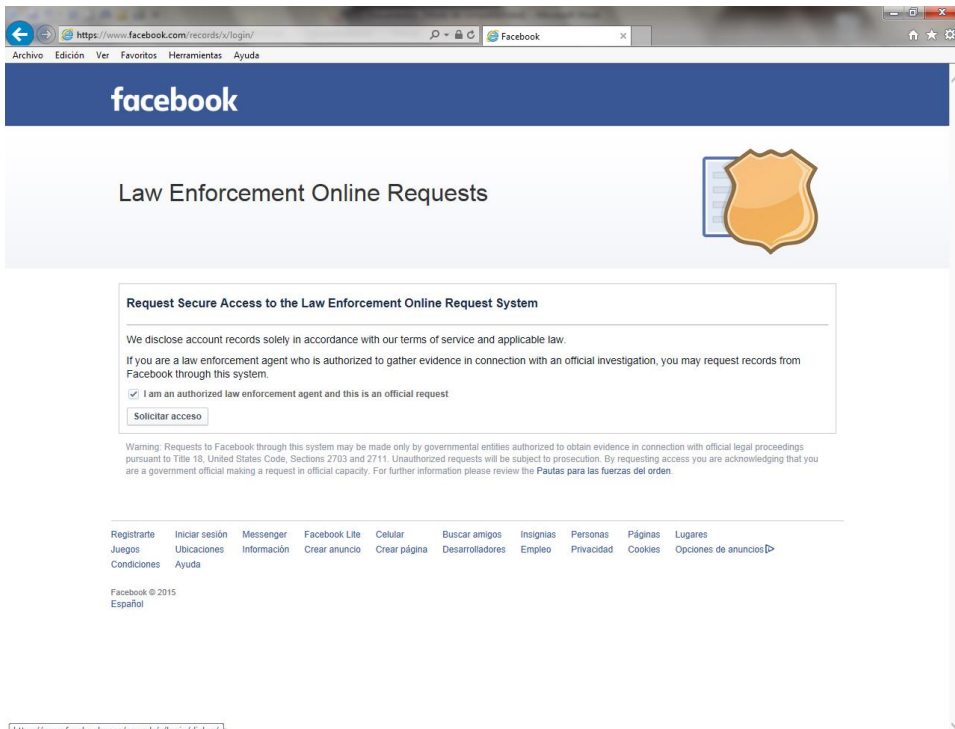 https://www.facebook.com/records/x/login/
Facebook
Archivo Edición Ver Favoritos Herramientas Ayuda
facebook
Law Enforcement Online Requests
Request Secure Access to the Law Enforcement Online Request System
We disclose account records solely in accordance with our terms of service and applicable law.
If you are a law enforcement agent who is authorized to gather evidence in connection with an official investigation, you may request records from
Facebook through this system.
I am an authorized law enforcement agent and this is an official request
Solicitar acceso
Warning: Requests to Facebook through this system may be made only by governmental entities authorized to obtain evidence in connection with official legal proceedings
pursuant to Title 18, United States Code, Sections 2703 and 2711. Unauthorized requests will be subject to prosecution. By requesting access you are acknowledging that you
are a government official making a request in official capacity. For further information please review the Pautas para las fuerzas del orden.
Registrarte Iniciar sesión Messenger Facebook Lite Celular Buscar amigos Insignias Personas Páginas Lugares
Juegos Ubicaciones Información Crear anuncio Crear página Desarrolladores Empleo Privacidad Cookies Opciones de anuncios
Condiciones Ayuda
Facebook © 2015
Español